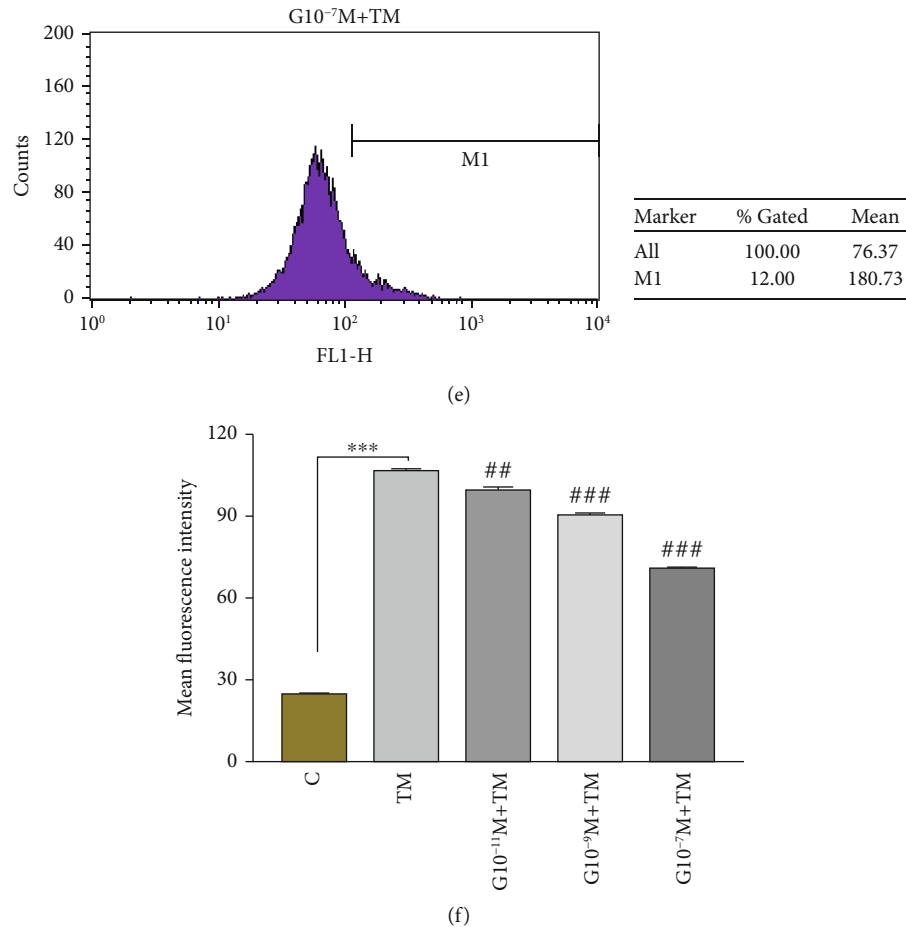 G10⁻⁷M+TM
200
160
120
80
40
0
Counts
M1
10⁰ 10¹ 10² 10³ 10⁴
FL1-H
Marker % Gated Mean
All 100.00 76.37
M1 12.00 180.73
(e)
120
90
60
30
0
Mean fluorescence intensity
***
##
###
###
C
TM
G10⁻¹¹M+TM
G10⁻⁹M+TM
G10⁻⁷M+TM
(f)